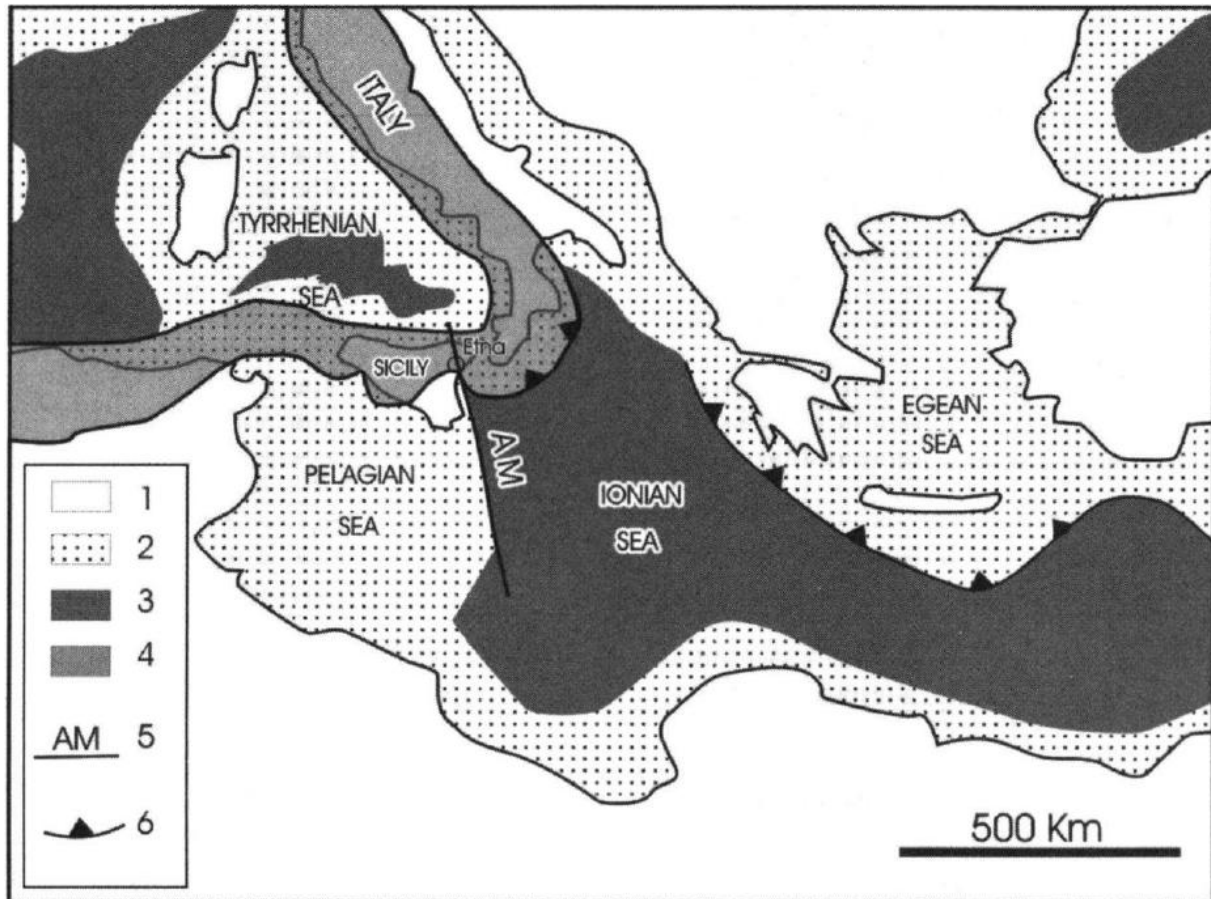 ITALY
TYRRHENIAN
SEA
Etna
SICILY
AM
EGEAN
SEA
PELAGIAN
SEA
IONIAN
SEA
1
2
3
4
AM 5
6
500 Km